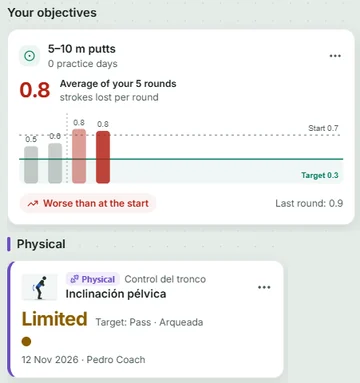 Your objectives
5–10 m putts
0 practice days
0.8
Average of your 5 rounds
strokes lost per round
0.5
0.6
0.8
0.8
Start 0.7
Target 0.3
Worse than at the start
Last round: 0.9
Physical
Physical
Control del tronco
Inclinación pélvica
Limited
Target: Pass · Arqueada
12 Nov 2026 · Pedro Coach